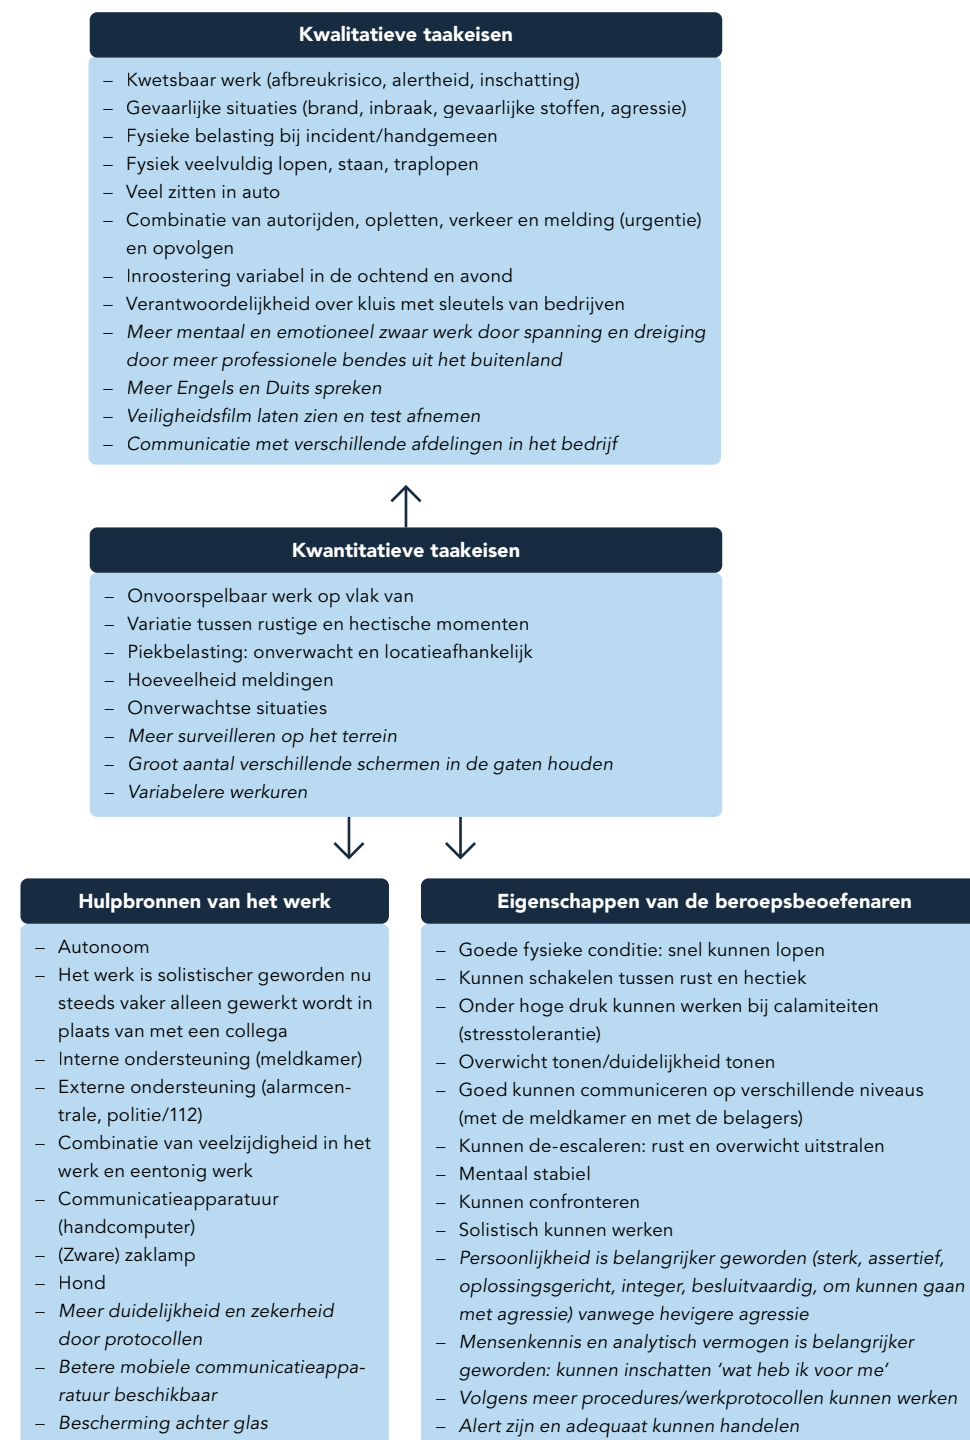 Kwalitatieve taakeisen
– Kwetsbaar werk (afbreukrisico, alertheid, inschatting)
– Gevaarlijke situaties (brand, inbraak, gevaarlijke stoffen, agressie)
– Fysieke belasting bij incident/handgemeen
– Fysiek veelvuldig lopen, staan, traplopen
– Veel zitten in auto
– Combinatie van autorijden, opletten, verkeer en melding (urgentie)
en opvolgen
– Inroostering variabel in de ochtend en avond
– Verantwoordelijkheid over kluis met sleutels van bedrijven
– Meer mentaal en emotioneel zwaar werk door spanning en dreiging
door meer professionele bendes uit het buitenland
– Meer Engels en Duits spreken
– Veiligheidsfilm laten zien en test afnemen
– Communicatie met verschillende afdelingen in het bedrijf
Kwantitatieve taakeisen
– Onvoorspelbaar werk op vlak van
– Variatie tussen rustige en hectische momenten
– Piekbelasting: onverwacht en locatieafhankelijk
– Hoeveelheid meldingen
– Onverwachtse situaties
– Meer surveilleren op het terrein
– Groot aantal verschillende schermen in de gaten houden
– Variabelere werkuren
Hulpbronnen van het werk
– Autonoom
– Het werk is solistischer geworden nu
steeds vaker alleen gewerkt wordt in
plaats van met een collega
– Interne ondersteuning (meldkamer)
– Externe ondersteuning (alarmcen-
trale, politie/112)
– Combinatie van veelzijdigheid in het
werk en eentonig werk
– Communicatieapparatuur
(handcomputer)
– (Zware) zaklamp
– Hond
– Meer duidelijkheid en zekerheid
door protocollen
– Betere mobiele communicatieappa-
ratuur beschikbaar
– Bescherming achter glas
Eigenschappen van de beroepsbeoefenaren
– Goede fysieke conditie: snel kunnen lopen
– Kunnen schakelen tussen rust en hectiek
– Onder hoge druk kunnen werken bij calamiteiten
(stresstolerantie)
– Overwicht tonen/duidelijkheid tonen
– Goed kunnen communiceren op verschillende niveaus
(met de meldkamer en met de belagers)
– Kunnen de-escaleren: rust en overwicht uitstralen
– Mentaal stabiel
– Kunnen confronteren
– Solistisch kunnen werken
– Persoonlijkheid is belangrijker geworden (sterk, assertief,
oplossingsgericht, integer, besluitvaardig, om kunnen gaan
met agressie) vanwege hevigere agressie
– Mensenkennis en analytisch vermogen is belangrijker
geworden: kunnen inschatten ‘wat heb ik voor me’
– Volgens meer procedures/werkprotocollen kunnen werken
– Alert zijn en adequaat kunnen handelen